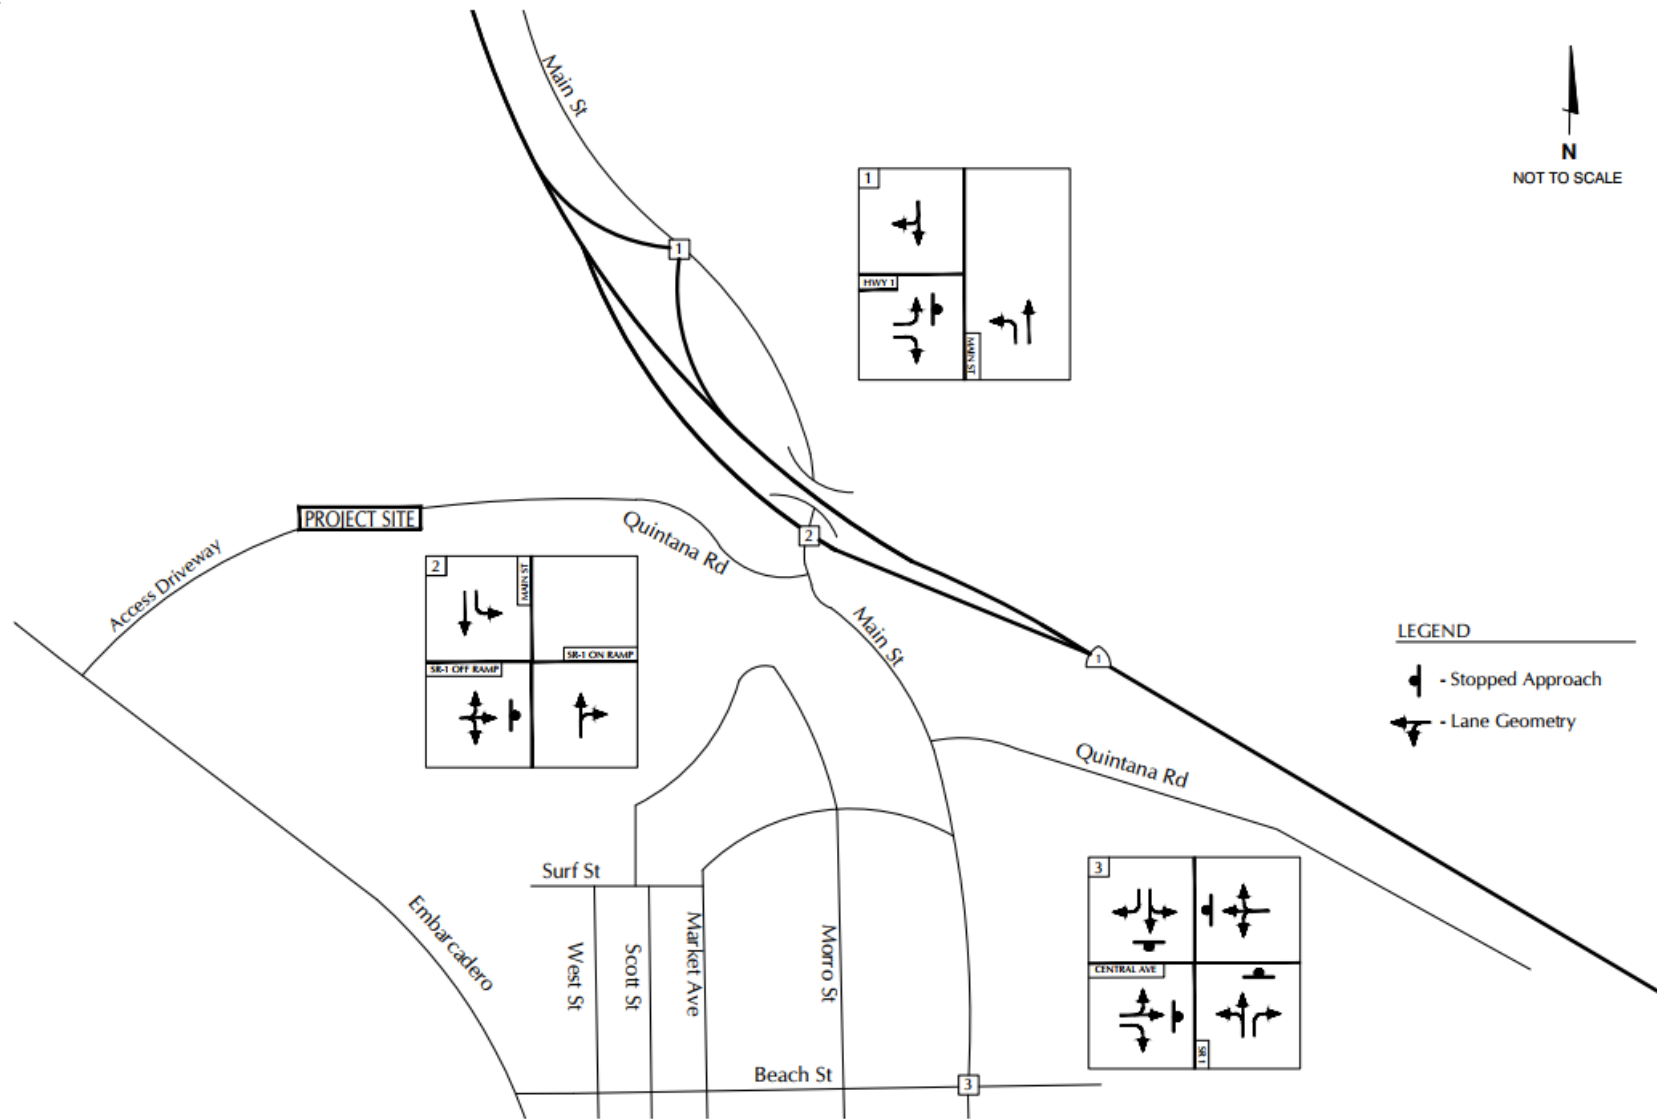 Main St
N
NOT TO SCALE
1
HWY 1
MAIN ST
1
PROJECT SITE
Quintana Rd
2
Access Driveway
2
MAIN ST
SR-1 ON RAMP
SR-1 OFF RAMP
Main St
1
LEGEND
- Stopped Approach
- Lane Geometry
Quintana Rd
3
CENTRAL AVE
SR 1
Surf St
Embarcadero
West St
Scott St
Market Ave
Morro St
Beach St
3